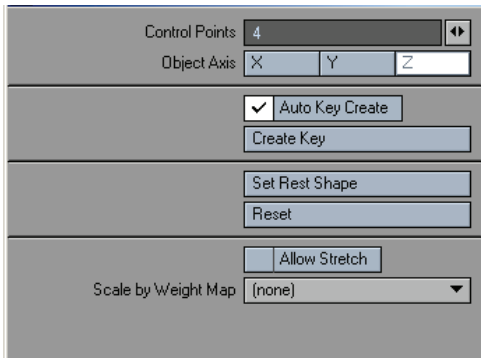 Control Points 4
Object Axis X Y Z
Auto Key Create
Create Key
Set Rest Shape
Reset
Allow Stretch
Scale by Weight Map (none)